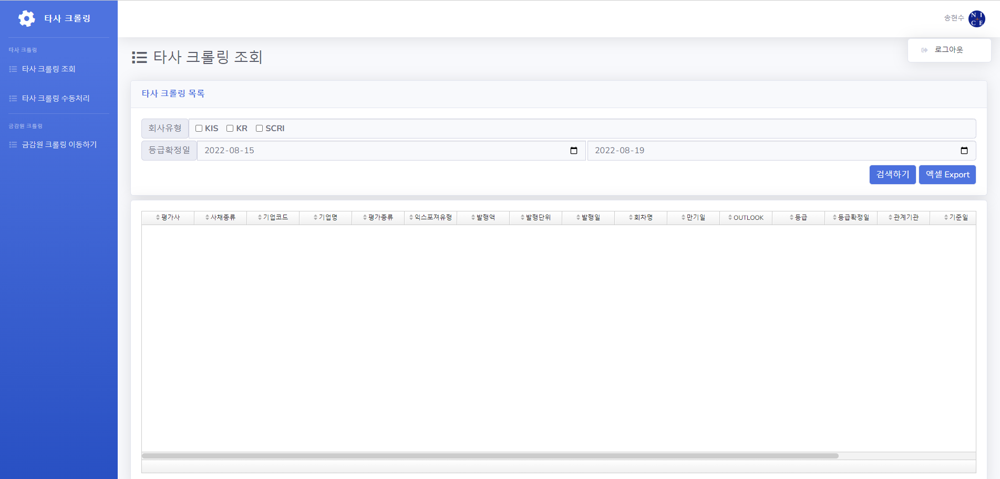 타사 크롤링
송현수
N I C E
로그아웃
타사 크롤링
타사 크롤링 조회
타사 크롤링 수동처리
금감원 크롤링
금감원 크롤링 이동하기
타사 크롤링 조회
타사 크롤링 목록
회사유형 KIS KR SCRI
등급확정일 2022-08-15 2022-08-19
검색하기 엑셀 Export
평가사 사채종류 기업코드 기업명 평가종류 익스포져유형 발행액 발행단위 발행일 회차명 만기일 OUTLOOK 등급 등급확정일 관계기관 기준일